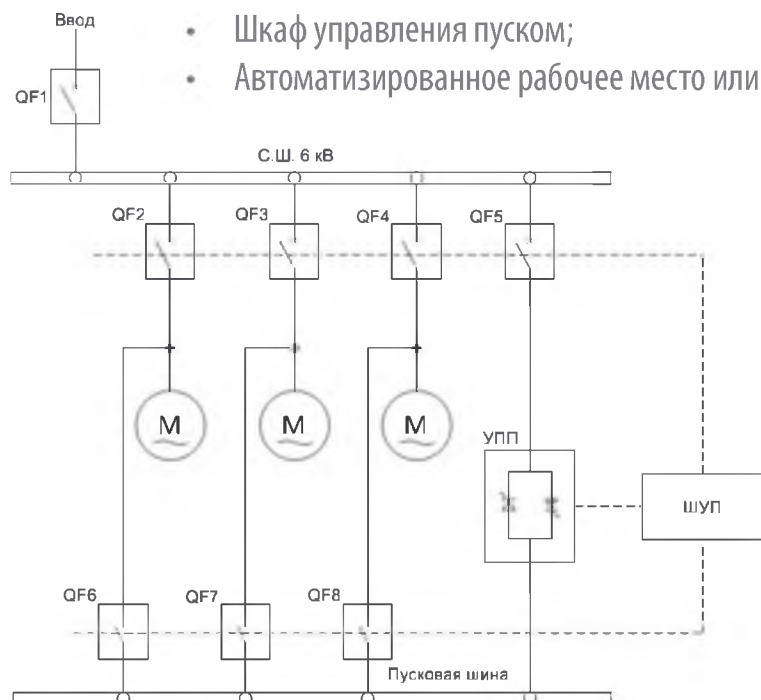 Ввод
• Шкаф управления пуском;
• Автоматизированное рабочее место или
QF1
С.Ш. 6 кВ
QF2
QF3
QF4
QF5
М
М
М
УПП
ШУП
QF6
QF7
QF8
Пусковая шина